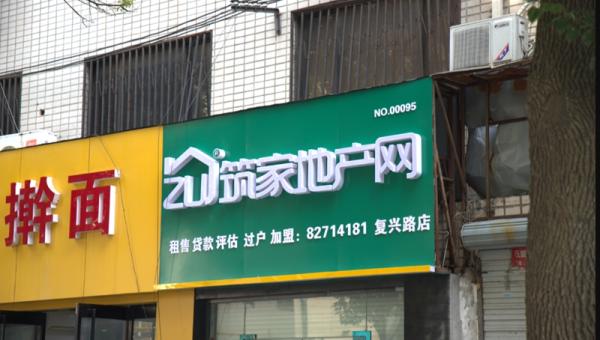 擀面
NO.00095
筑家地产网
租售 贷款 评估 过户 加盟：82714181 复兴路店